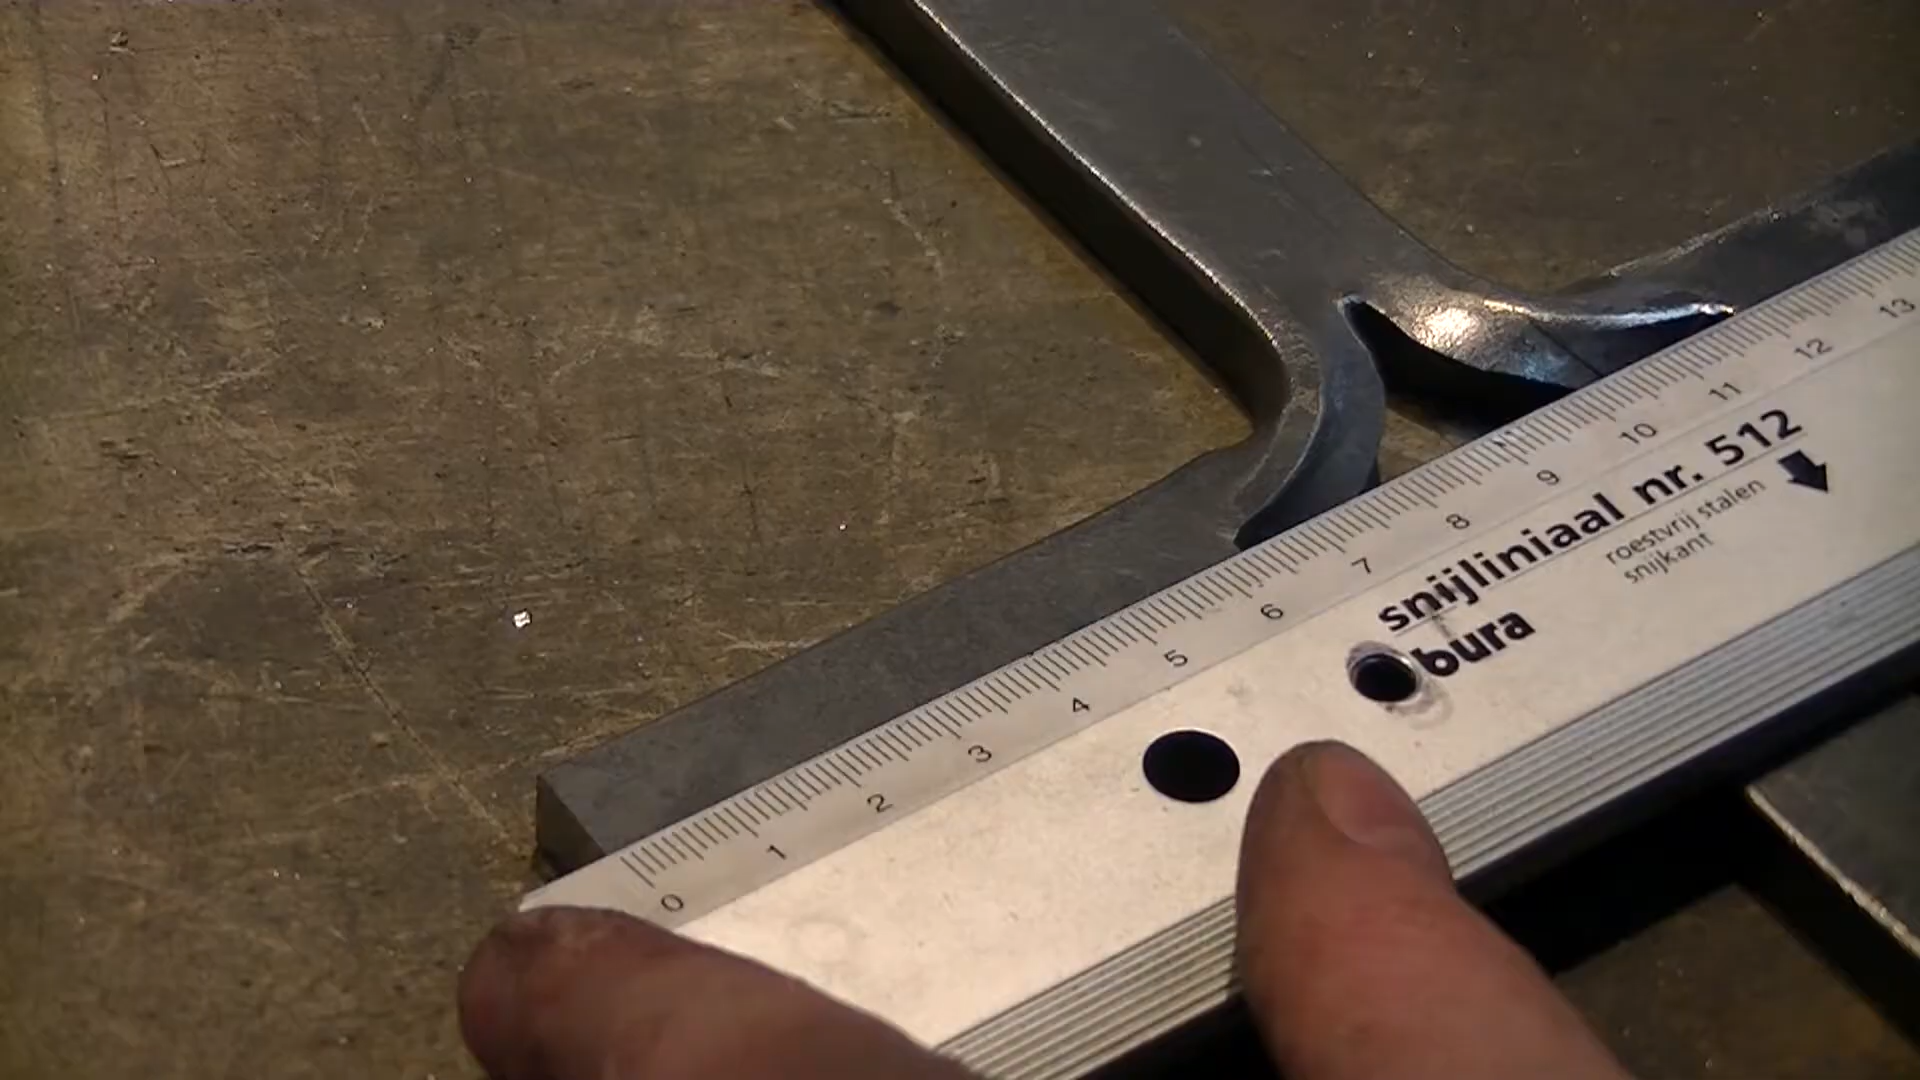 0 1 2 3 4 5 6 7 8 9 10 11 12 13
snijliniaal nr. 512
bura
roestvrij stalen
snijkant